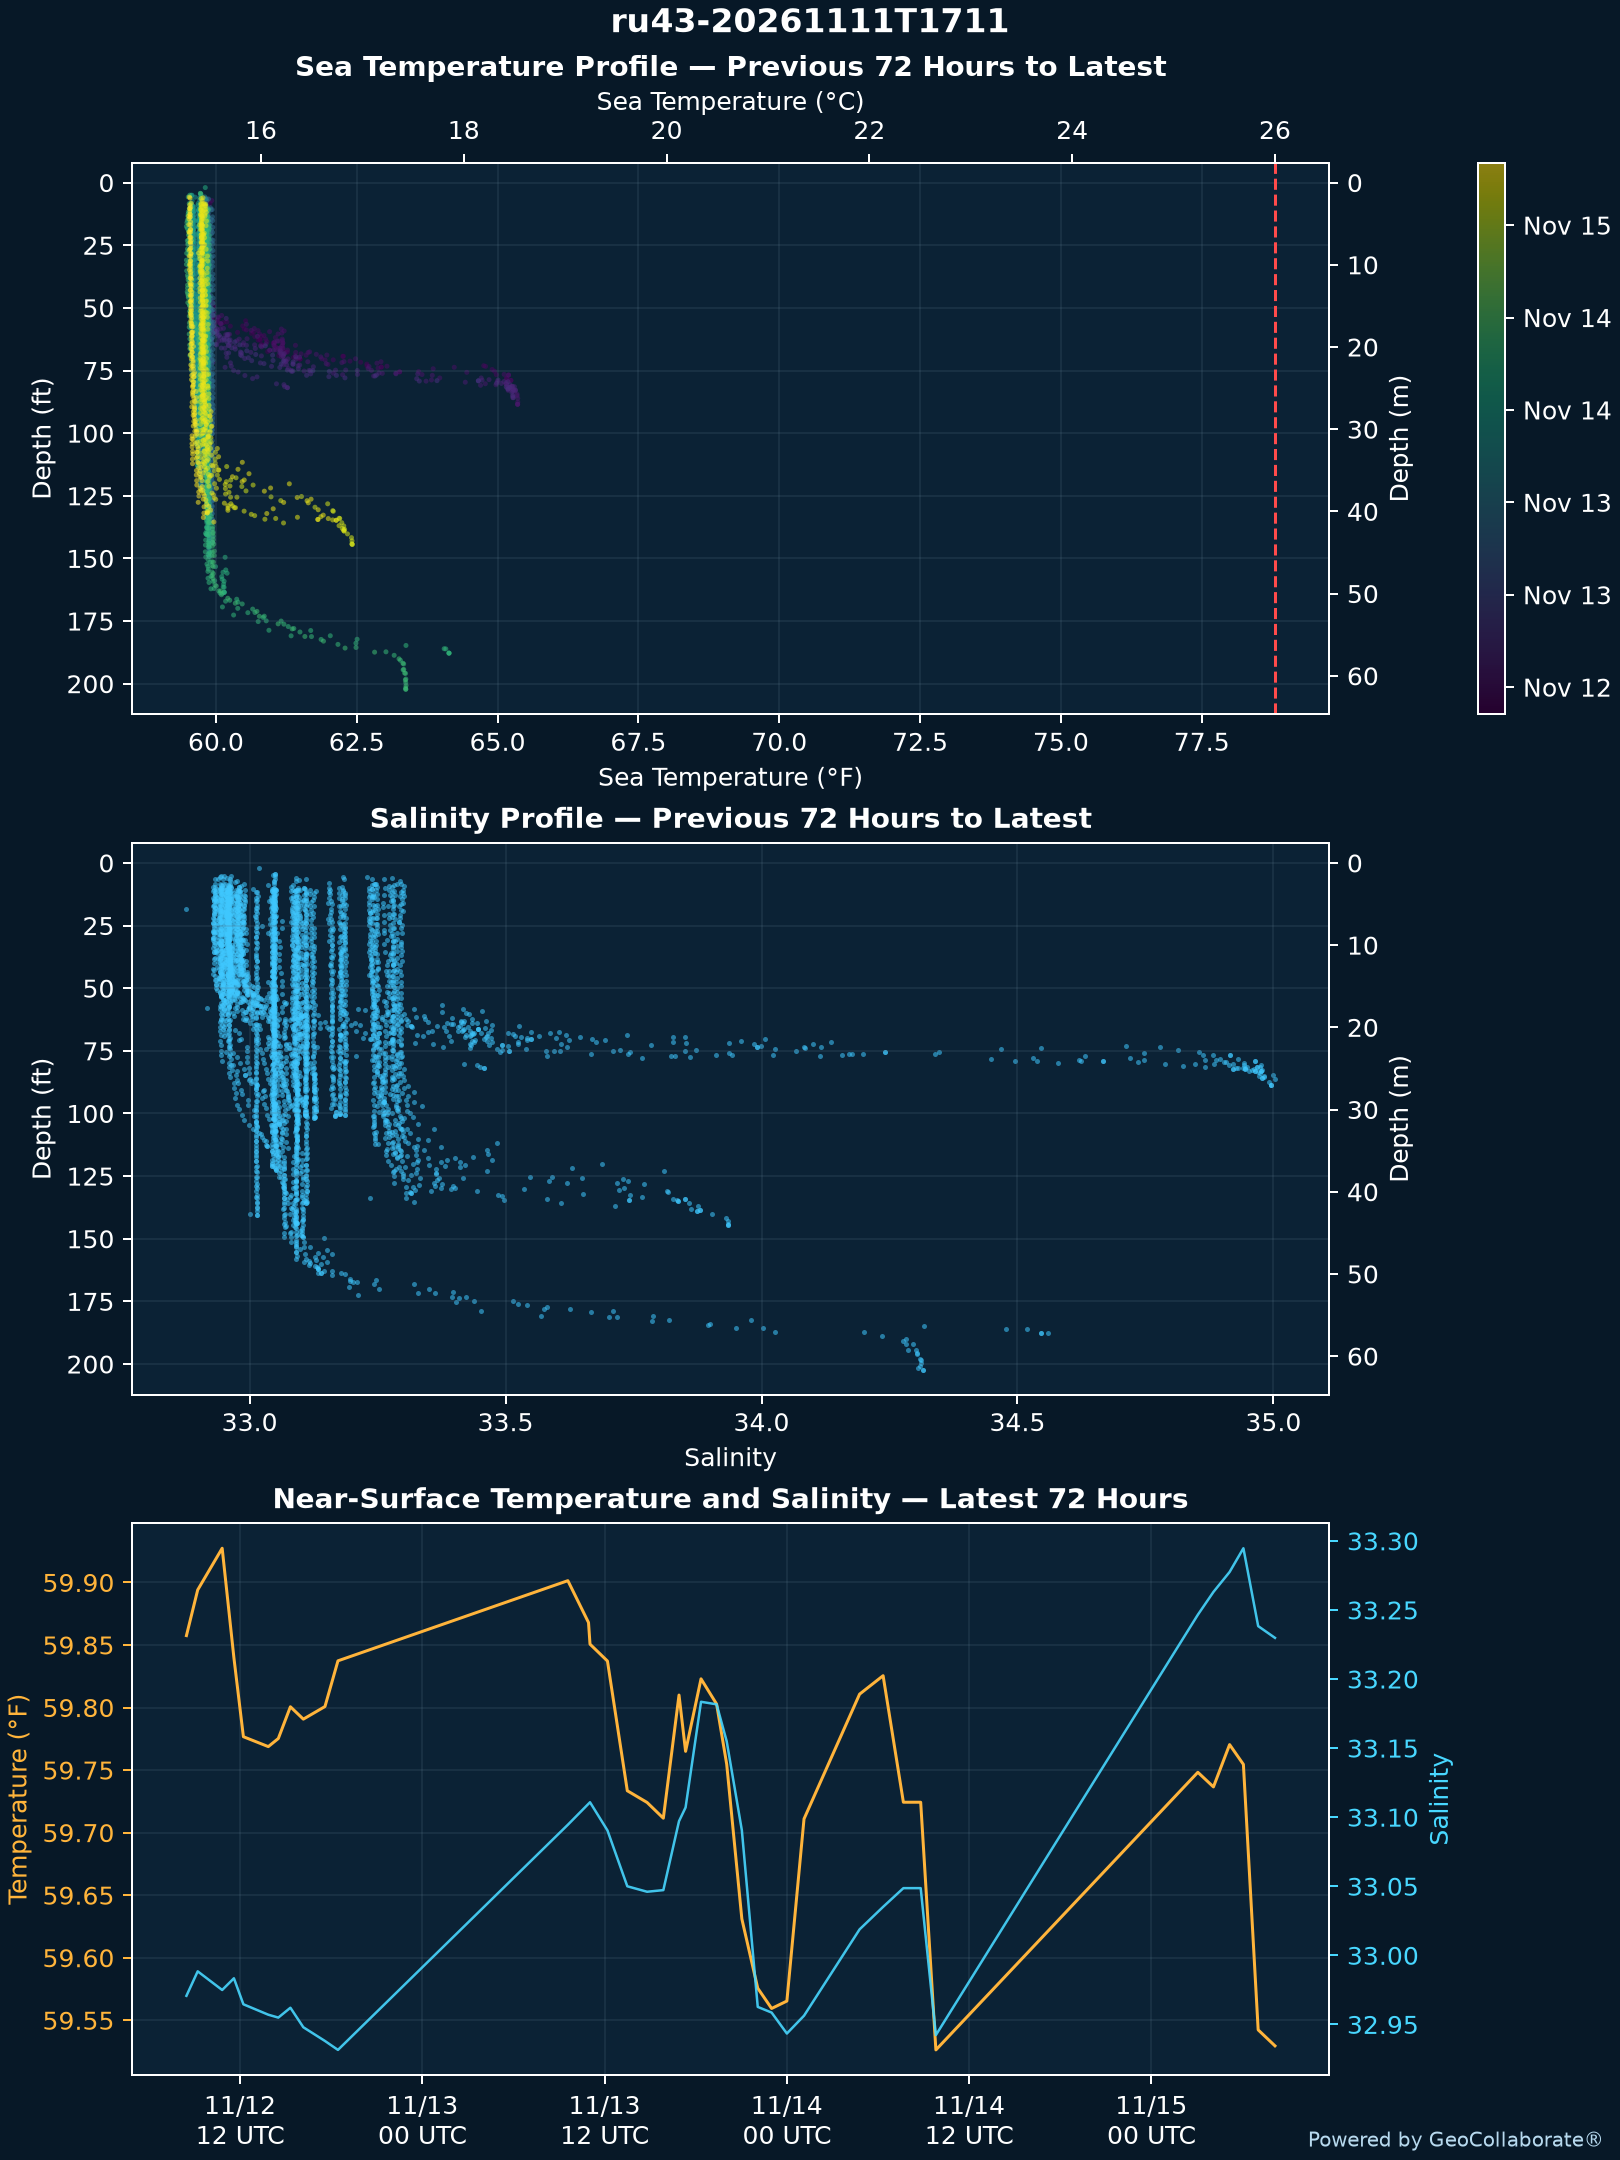 ru43-20261111T1711
Sea Temperature Profile — Previous 72 Hours to Latest
Sea Temperature (°C)
16 18 20 22 24 26
0 25 50 75 100 125 150 175 200
Depth (ft)
0 10 20 30 40 50 60
Depth (m)
Nov 15
Nov 14
Nov 14
Nov 13
Nov 13
Nov 12
60.0 62.5 65.0 67.5 70.0 72.5 75.0 77.5
Sea Temperature (°F)
Salinity Profile — Previous 72 Hours to Latest
0 25 50 75 100 125 150 175 200
Depth (ft)
0 10 20 30 40 50 60
Depth (m)
33.0 33.5 34.0 34.5 35.0
Salinity
Near-Surface Temperature and Salinity — Latest 72 Hours
59.90 59.85 59.80 59.75 59.70 59.65 59.60 59.55
Temperature (°F)
33.30 33.25 33.20 33.15 33.10 33.05 33.00 32.95
Salinity
11/12 11/13 11/13 11/14 11/14 11/15
12 UTC 00 UTC 12 UTC 00 UTC 12 UTC 00 UTC
Powered by GeoCollaborate®